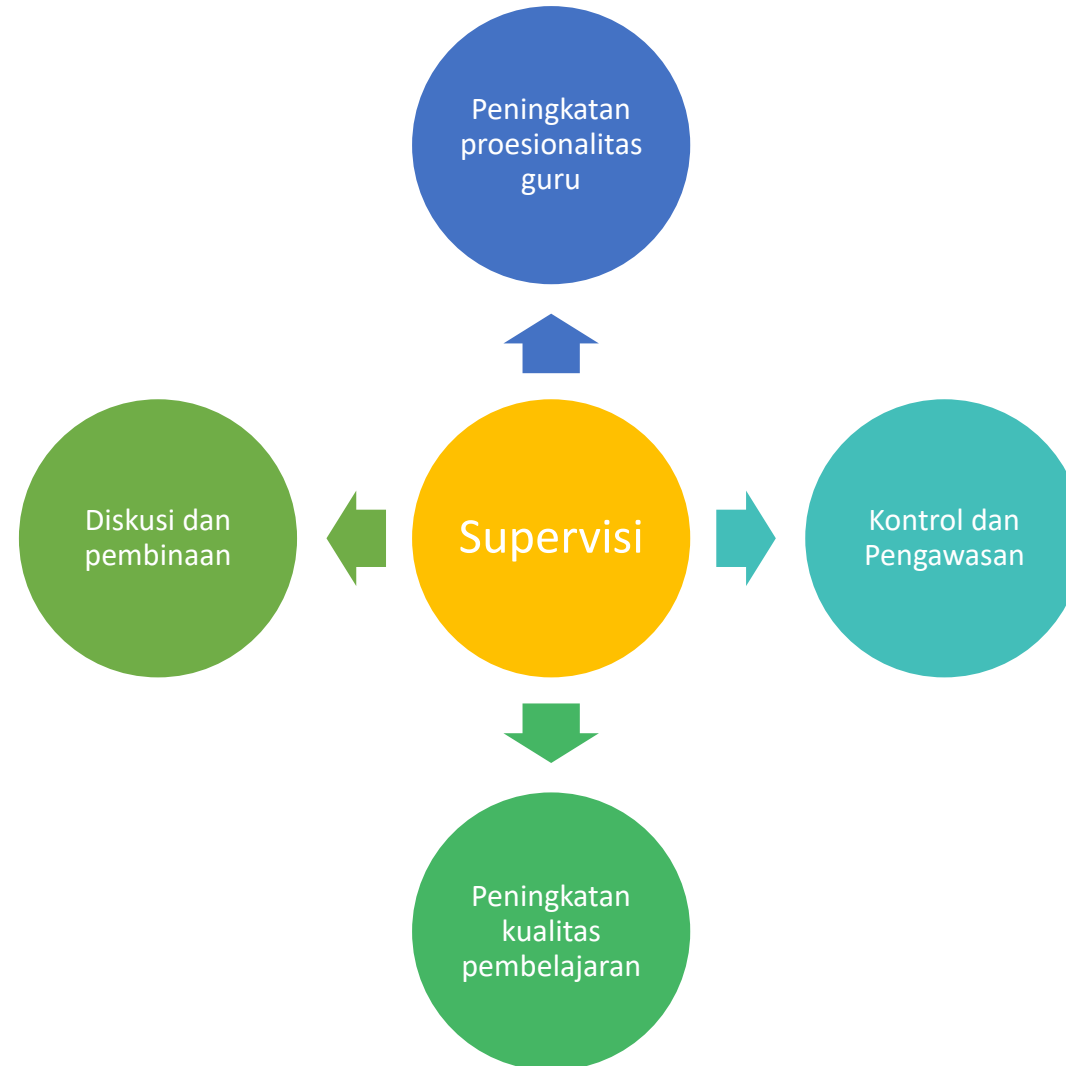 Peningkatan
proesionalitas
guru
Diskusi dan
pembinaan
Supervisi
Kontrol dan
Pengawasan
Peningkatan
kualitas
pembelajaran